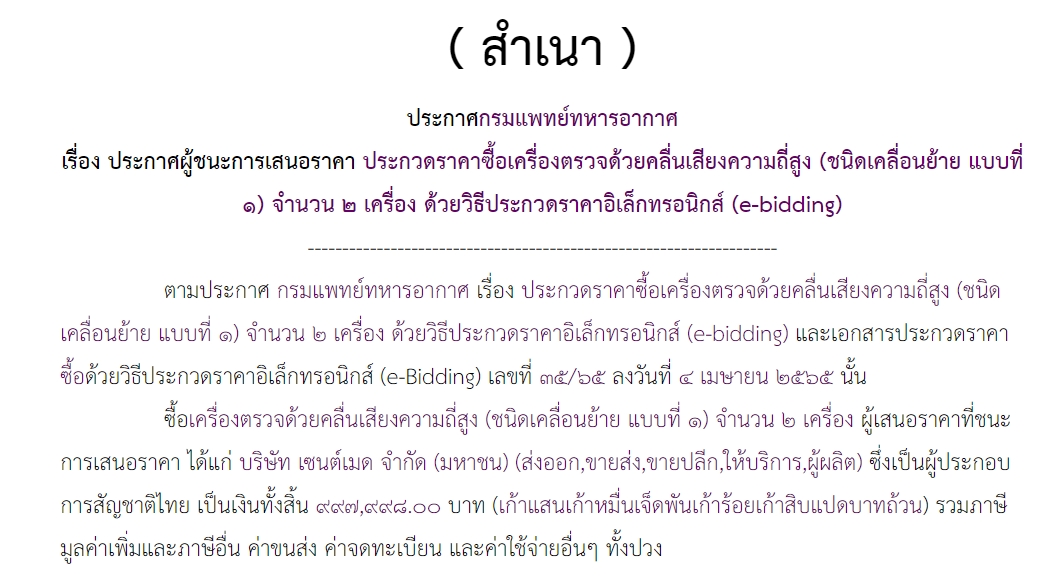 ( สำเนา )
ประกาศกรมแพทย์ทหารอากาศ
เรื่อง ประกาศผู้ชนะการเสนอราคา ประกวดราคาซื้อเครื่องตรวจด้วยคลื่นเสียงความถี่สูง (ชนิดเคลื่อนย้าย แบบที่
๑) จำนวน ๒ เครื่อง ด้วยวิธีประกวดราคาอิเล็กทรอนิกส์ (e-bidding)
--------------------------------------------------------------------
ตามประกาศ กรมแพทย์ทหารอากาศ เรื่อง ประกวดราคาซื้อเครื่องตรวจด้วยคลื่นเสียงความถี่สูง (ชนิด
เคลื่อนย้าย แบบที่ ๑) จำนวน ๒ เครื่อง ด้วยวิธีประกวดราคาอิเล็กทรอนิกส์ (e-bidding) และเอกสารประกวดราคา
ซื้อด้วยวิธีประกวดราคาอิเล็กทรอนิกส์ (e-Bidding) เลขที่ ๓๕/๖๕ ลงวันที่ ๔ เมษายน ๒๕๖๕ นั้น
ซื้อเครื่องตรวจด้วยคลื่นเสียงความถี่สูง (ชนิดเคลื่อนย้าย แบบที่ ๑) จำนวน ๒ เครื่อง ผู้เสนอราคาที่ชนะ
การเสนอราคา ได้แก่ บริษัท เซนต์เมด จำกัด (มหาชน) (ส่งออก,ขายส่ง,ขายปลีก,ให้บริการ,ผู้ผลิต) ซึ่งเป็นผู้ประกอบ
การสัญชาติไทย เป็นเงินทั้งสิ้น ๙๙๗,๙๙๘.๐๐ บาท (เก้าแสนเก้าหมื่นเจ็ดพันเก้าร้อยเก้าสิบแปดบาทถ้วน) รวมภาษี
มูลค่าเพิ่มและภาษีอื่น ค่าขนส่ง ค่าจดทะเบียน และค่าใช้จ่ายอื่นๆ ทั้งปวง